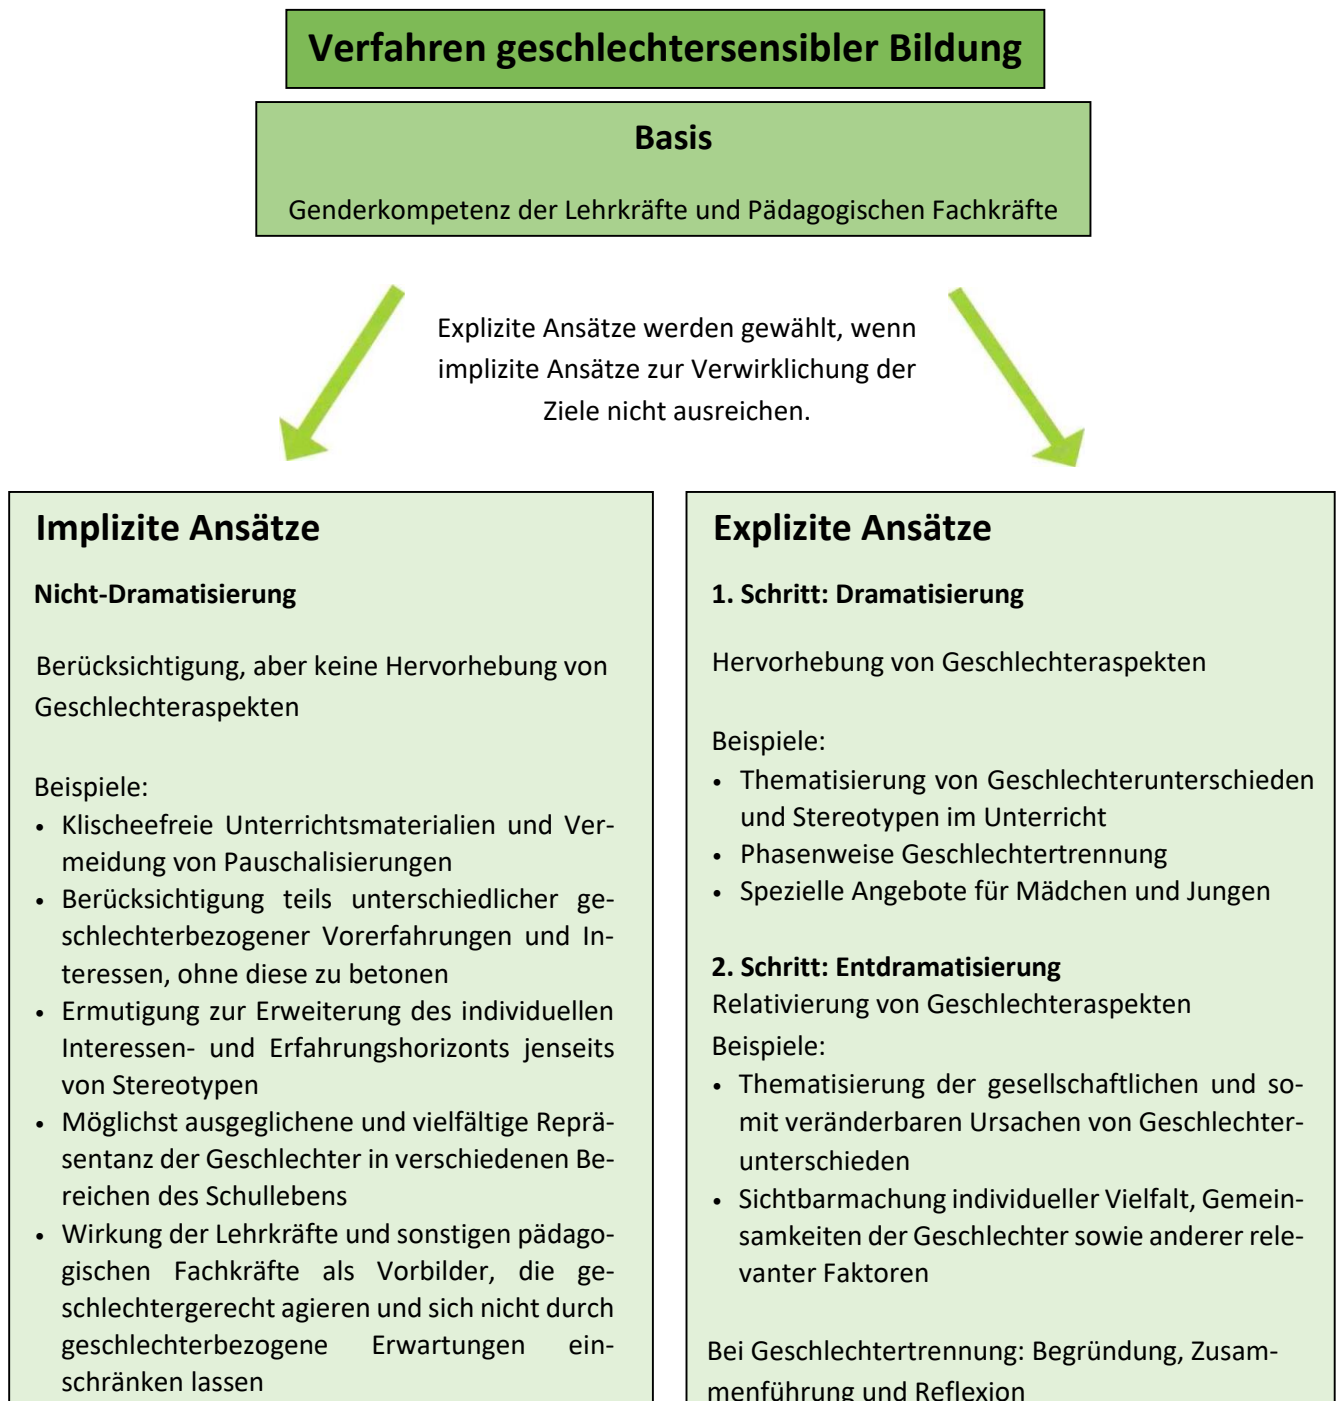 Verfahren geschlechtersensibler Bildung
Basis
Genderkompetenz der Lehrkräfte und Pädagogischen Fachkräfte
Explizite Ansätze werden gewählt, wenn
implizite Ansätze zur Verwirklichung der
Ziele nicht ausreichen.
Implizite Ansätze
Nicht-Dramatisierung
Berücksichtigung, aber keine Hervorhebung von
Geschlechteraspekten
Beispiele:
• Klischeefreie Unterrichtsmaterialien und Ver-
meidung von Pauschalisierungen
• Berücksichtigung teils unterschiedlicher ge-
schlechterbezogener Vorerfahrungen und In-
teressen, ohne diese zu betonen
• Ermutigung zur Erweiterung des individuellen
Interessen- und Erfahrungshorizonts jenseits
von Stereotypen
• Möglichst ausgeglichene und vielfältige Reprä-
sentanz der Geschlechter in verschiedenen Be-
reichen des Schullebens
• Wirkung der Lehrkräfte und sonstigen pädago-
gischen Fachkräfte als Vorbilder, die ge-
schlechtergerecht agieren und sich nicht durch
geschlechterbezogene Erwartungen ein-
schränken lassen
Explizite Ansätze
1. Schritt: Dramatisierung
Hervorhebung von Geschlechteraspekten
Beispiele:
• Thematisierung von Geschlechterunterschieden
und Stereotypen im Unterricht
• Phasenweise Geschlechtertrennung
• Spezielle Angebote für Mädchen und Jungen
2. Schritt: Entdramatisierung
Relativierung von Geschlechteraspekten
Beispiele:
• Thematisierung der gesellschaftlichen und so-
mit veränderbaren Ursachen von Geschlechter-
unterschieden
• Sichtbarmachung individueller Vielfalt, Gemein-
samkeiten der Geschlechter sowie anderer rele-
vanter Faktoren
Bei Geschlechtertrennung: Begründung, Zusam-
menführung und Reflexion